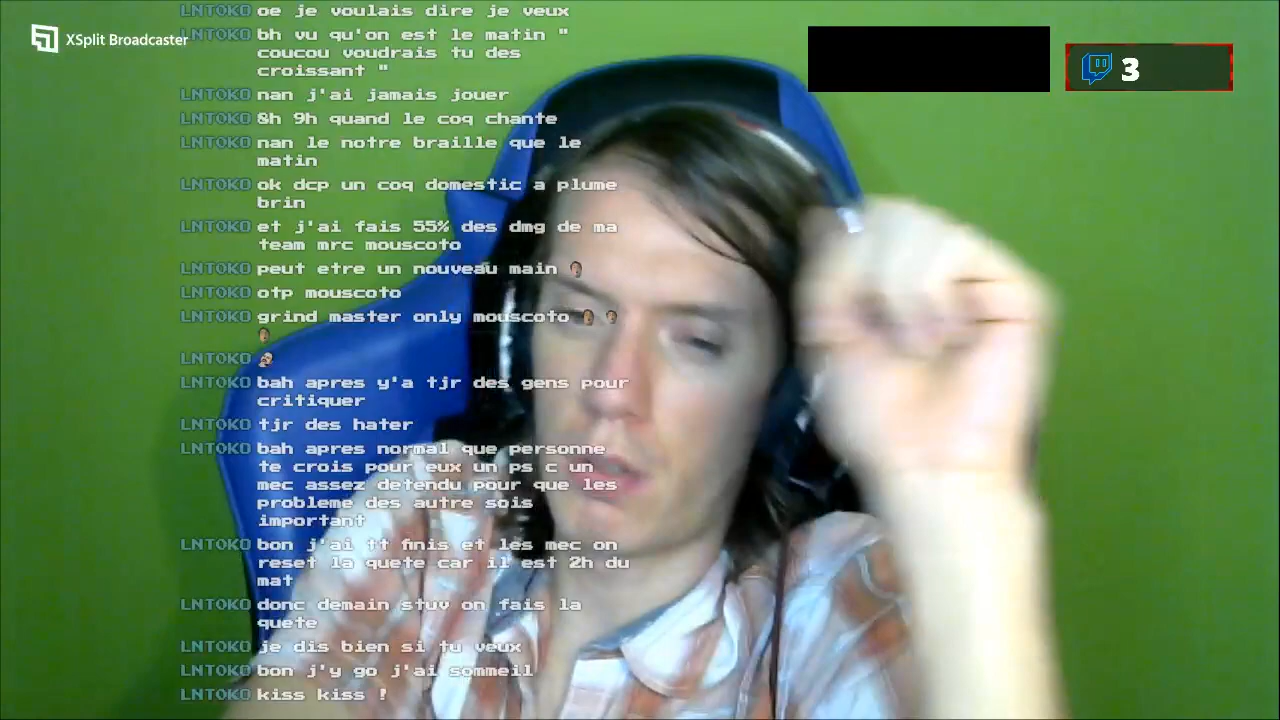 LNTOKO oe je voulais dire je veux
XSplit Broadcaster
LNTOKO bh vu qu'on est le matin "
coucou voudrais tu des
croissant "
3
LNTOKO nan j'ai jamais jouer
LNTOKO 8h 9h quand le coq chante
LNTOKO nan le notre braille que le
matin
LNTOKO ok dcp un coq domestic a plume
brin
LNTOKO et j'ai fais 55% des dmg de ma
team mrc mouscoto
LNTOKO peut etre un nouveau main
LNTOKO otp mouscoto
LNTOKO grind master only mouscoto
LNTOKO
LNTOKO bah apres y'a tjr des gens pour
critiquer
LNTOKO tjr des hater
LNTOKO bah apres normal que personne
te crois pour eux un ps c un
mec assez detendu pour que les
probleme des autre sois
important
LNTOKO bon j'ai tt finis et les mec on
reset la quete car il est 2h du
mat
LNTOKO donc demain stuv on fais la
quete
LNTOKO je dis bien si tu veux
LNTOKO bon j'y go j'ai sommeil
LNTOKO kiss kiss !